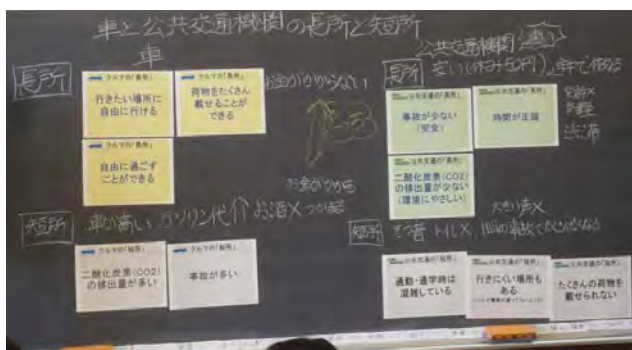 車と公共交通機関の長所と短所
車
長所
クルマの「長所」
行きたい場所に
自由に行ける
クルマの「長所」
荷物をたくさん
載せることが
できる
お金がかからない
クルマの「長所」
自由に過ごす
ことができる
お金がかかる
短所
車が高い ガソリン代 お酒×
クルマの「短所」
二酸化炭素(CO2)
の排出量が多い
クルマの「短所」
事故が多い
公共交通機関
長所
安い
公共交通の「長所」
事故が少ない
(安全)
公共交通の「長所」
時間が正確
渋滞
公共交通の「長所」
二酸化炭素(CO2)
の排出量が少ない
(環境にやさしい)
大きい声×
短所
公共交通の「短所」
通勤・通学時は
混雑している
公共交通の「短所」
行きにくい場所も
ある
公共交通の「短所」
たくさんの荷物を
載せられない